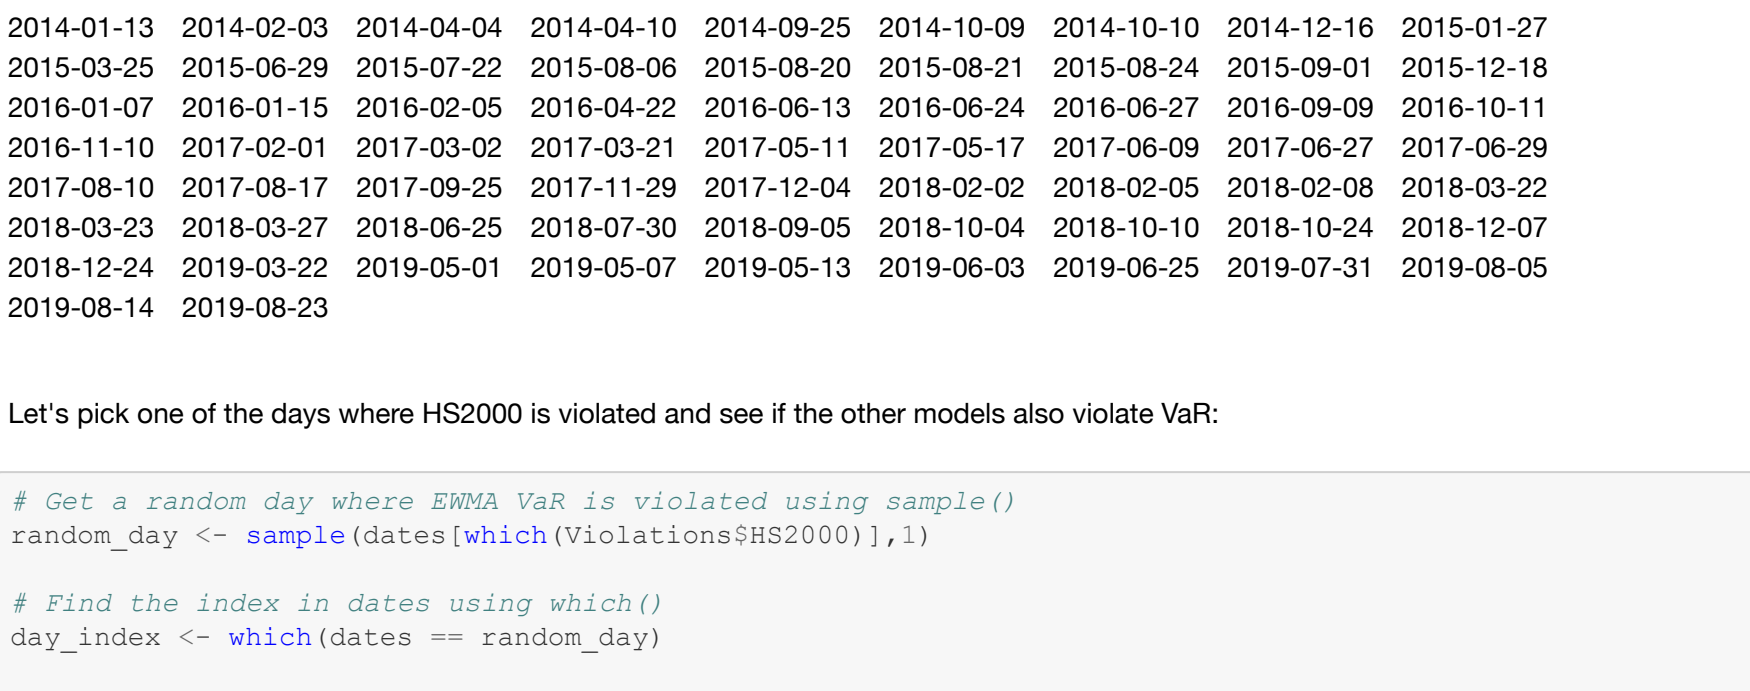 2014-01-13 2014-02-03 2014-04-04 2014-04-10 2014-09-25 2014-10-09 2014-10-10 2014-12-16 2015-01-27
2015-03-25 2015-06-29 2015-07-22 2015-08-06 2015-08-20 2015-08-21 2015-08-24 2015-09-01 2015-12-18
2016-01-07 2016-01-15 2016-02-05 2016-04-22 2016-06-13 2016-06-24 2016-06-27 2016-09-09 2016-10-11
2016-11-10 2017-02-01 2017-03-02 2017-03-21 2017-05-11 2017-05-17 2017-06-09 2017-06-27 2017-06-29
2017-08-10 2017-08-17 2017-09-25 2017-11-29 2017-12-04 2018-02-02 2018-02-05 2018-02-08 2018-03-22
2018-03-23 2018-03-27 2018-06-25 2018-07-30 2018-09-05 2018-10-04 2018-10-10 2018-10-24 2018-12-07
2018-12-24 2019-03-22 2019-05-01 2019-05-07 2019-05-13 2019-06-03 2019-06-25 2019-07-31 2019-08-05
2019-08-14 2019-08-23
Let's pick one of the days where HS2000 is violated and see if the other models also violate VaR:
# Get a random day where EWMA VaR is violated using sample()
random_day <- sample(dates[which(Violations$HS2000)],1)
# Find the index in dates using which()
day_index <- which(dates == random_day)